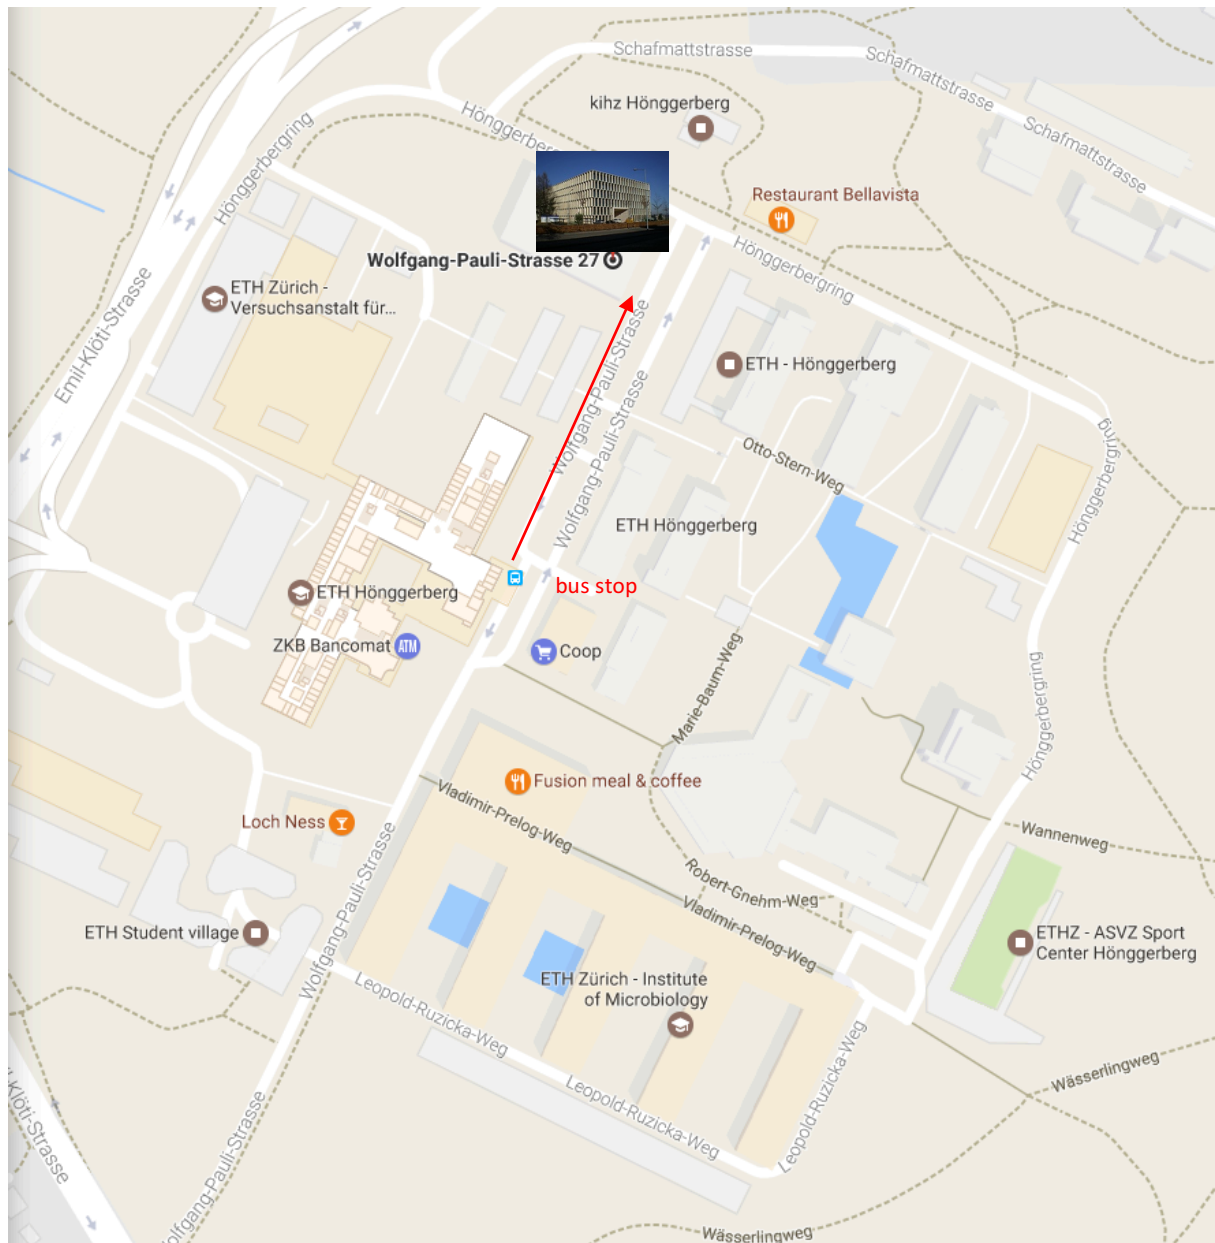 Schafmattstrasse
Schafmattstrasse
Schafmattstrasse
kihz Hönggerberg
Hönggerbergring
Hönggerber
Restaurant Bellavista
Wolfgang-Pauli-Strasse 27
Hönggerbergring
ETH Zürich -
Versuchsanstalt für...
Emil-Klöti-Strasse
Wolfgang-Pauli-Strasse
Wolfgang-Pauli-Strasse
ETH - Hönggerberg
Otto-Stern-Weg
Hönggerbergring
ETH Hönggerberg
bus stop
ETH Hönggerberg
ZKB Bancomat
ATM
Coop
Marie-Baum-Weg
Hönggerbergring
Fusion meal & coffee
Vladimir-Prelog-Weg
Loch Ness
Wolfgang-Pauli-Strasse
Wannenweg
Robert-Gnehm-Weg
Vladimir-Prelog-Weg
ETH Student village
ETHZ - ASVZ Sport
Center Hönggerberg
ETH Zürich - Institute
of Microbiology
Leopold-Ruzicka-Weg
Leopold-Ruzicka-Weg
Leopold-Ruzicka-Weg
Wässerlingweg
Klöti-Strasse
Wolfgang-Pauli-Strasse
Wässerlingweg